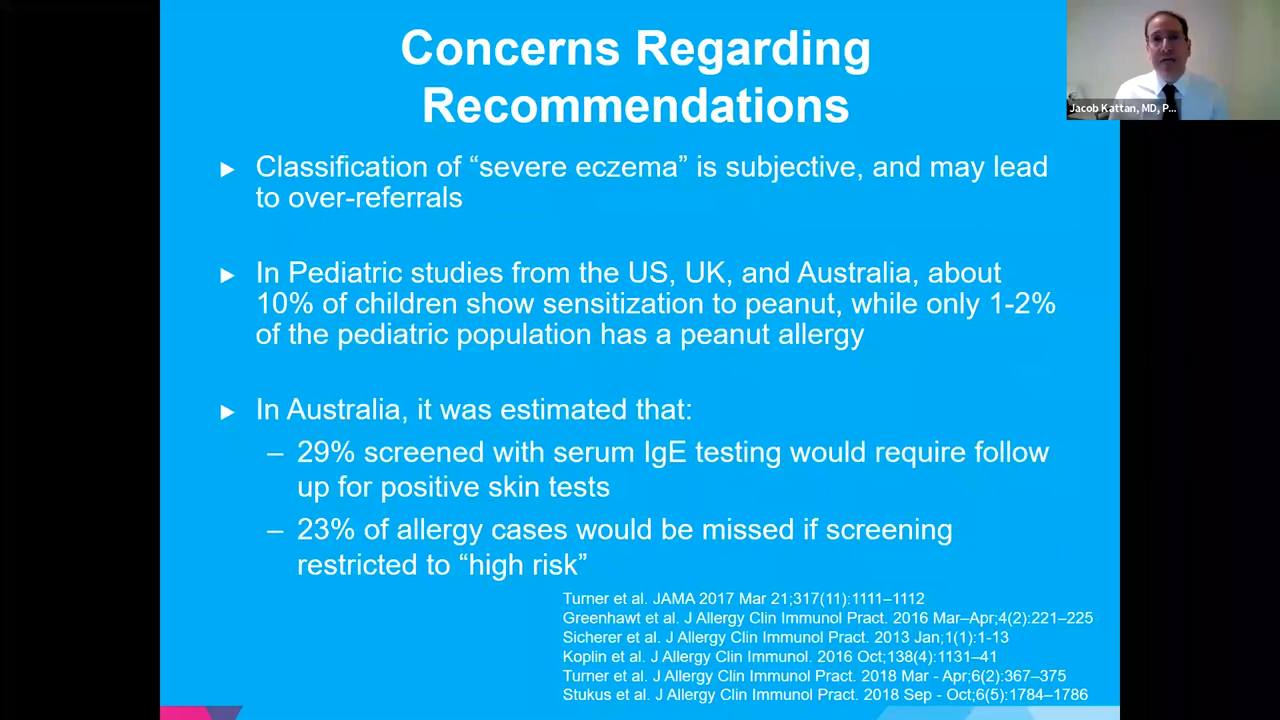 Concerns Regarding
Recommendations
Jacob Kattan, MD, P...
Classification of “severe eczema” is subjective, and may lead
to over-referrals
In Pediatric studies from the US, UK, and Australia, about
10% of children show sensitization to peanut, while only 1-2%
of the pediatric population has a peanut allergy
In Australia, it was estimated that:
– 29% screened with serum IgE testing would require follow
up for positive skin tests
– 23% of allergy cases would be missed if screening
restricted to “high risk”
Turner et al. JAMA 2017 Mar 21;317(11):1111–1112
Greenhawt et al. J Allergy Clin Immunol Pract. 2016 Mar–Apr;4(2):221–225
Sicherer et al. J Allergy Clin Immunol Pract. 2013 Jan;1(1):1-13
Koplin et al. J Allergy Clin Immunol. 2016 Oct;138(4):1131–41
Turner et al. J Allergy Clin Immunol Pract. 2018 Mar - Apr;6(2):367–375
Stukus et al. J Allergy Clin Immunol Pract. 2018 Sep - Oct;6(5):1784–1786